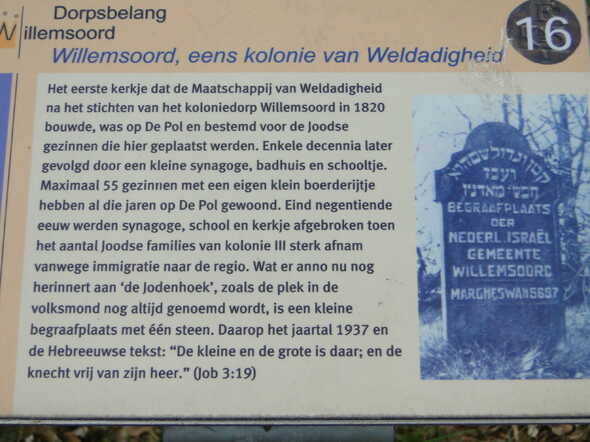 Dorpsbelang
illemsoord
16
Willemsoord, eens kolonie van Weldadigheid
Het eerste kerkje dat de Maatschappij van Weldadigheid
na het stichten van het koloniedorp Willemsoord in 1820
bouwde, was op De Pol en bestemd voor de Joodse
gezinnen die hier geplaatst werden. Enkele decennia later
gevolgd door een kleine synagoge, badhuis en schooltje.
Maximaal 55 gezinnen met een eigen klein boerderijtje
hebben al die jaren op De Pol gewoond. Eind negentiende
eeuw werden synagoge, school en kerkje afgebroken toen
het aantal Joodse families van kolonie III sterk afnam
vanwege immigratie naar de regio. Wat er anno nu nog
herinnert aan ‘de Jodenhoek’, zoals de plek in de
volksmond nog altijd genoemd wordt, is een kleine
begraafplaats met één steen. Daarop het jaartal 1937 en
de Hebreeuwse tekst: “De kleine en de grote is daar; en de
knecht vrij van zijn heer.” (Job 3:19)
BEGRAAFPLAATS
DER
NEDERL. ISRAËL
GEMEENTE
WILLEMSOORD
MARCHESWAN 5697